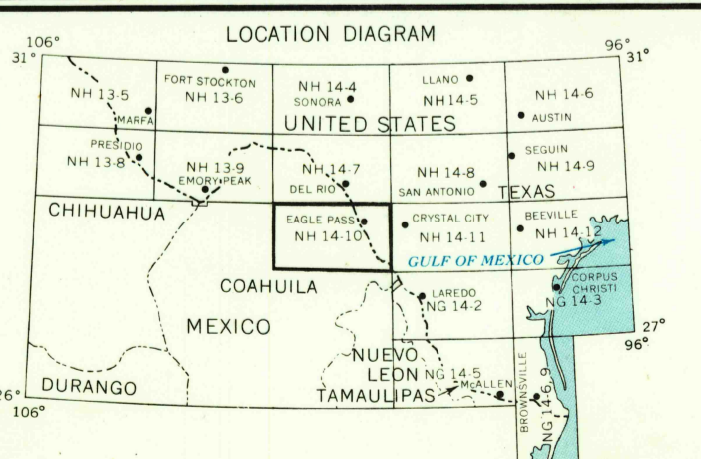 LOCATION DIAGRAM
106°
96°
31°
31°
FORT STOCKTON
NH 13-6
NH 13-5
MARFA
NH 14-4
SONORA
LLANO
NH14-5
NH 14-6
AUSTIN
UNITED STATES
PRESIDIO
NH 13-8
NH 13-9
EMORY PEAK
NH 14-7
DEL RIO
NH 14-8
SAN ANTONIO
TEXAS
SEGUIN
NH 14-9
CHIHUAHUA
EAGLE PASS
NH 14-10
CRYSTAL CITY
NH 14-11
BEEVILLE
NH 14-12
GULF OF MEXICO
COAHUILA
LAREDO
NG 14-2
CORPUS
CHRISTI
NG 14-3
MEXICO
27°
96°
NUEVO
LEON
NG 14-5
McALLEN
TAMAULIPAS
BROWNSVILLE
NG 14-6,9
DURANGO
26°
106°